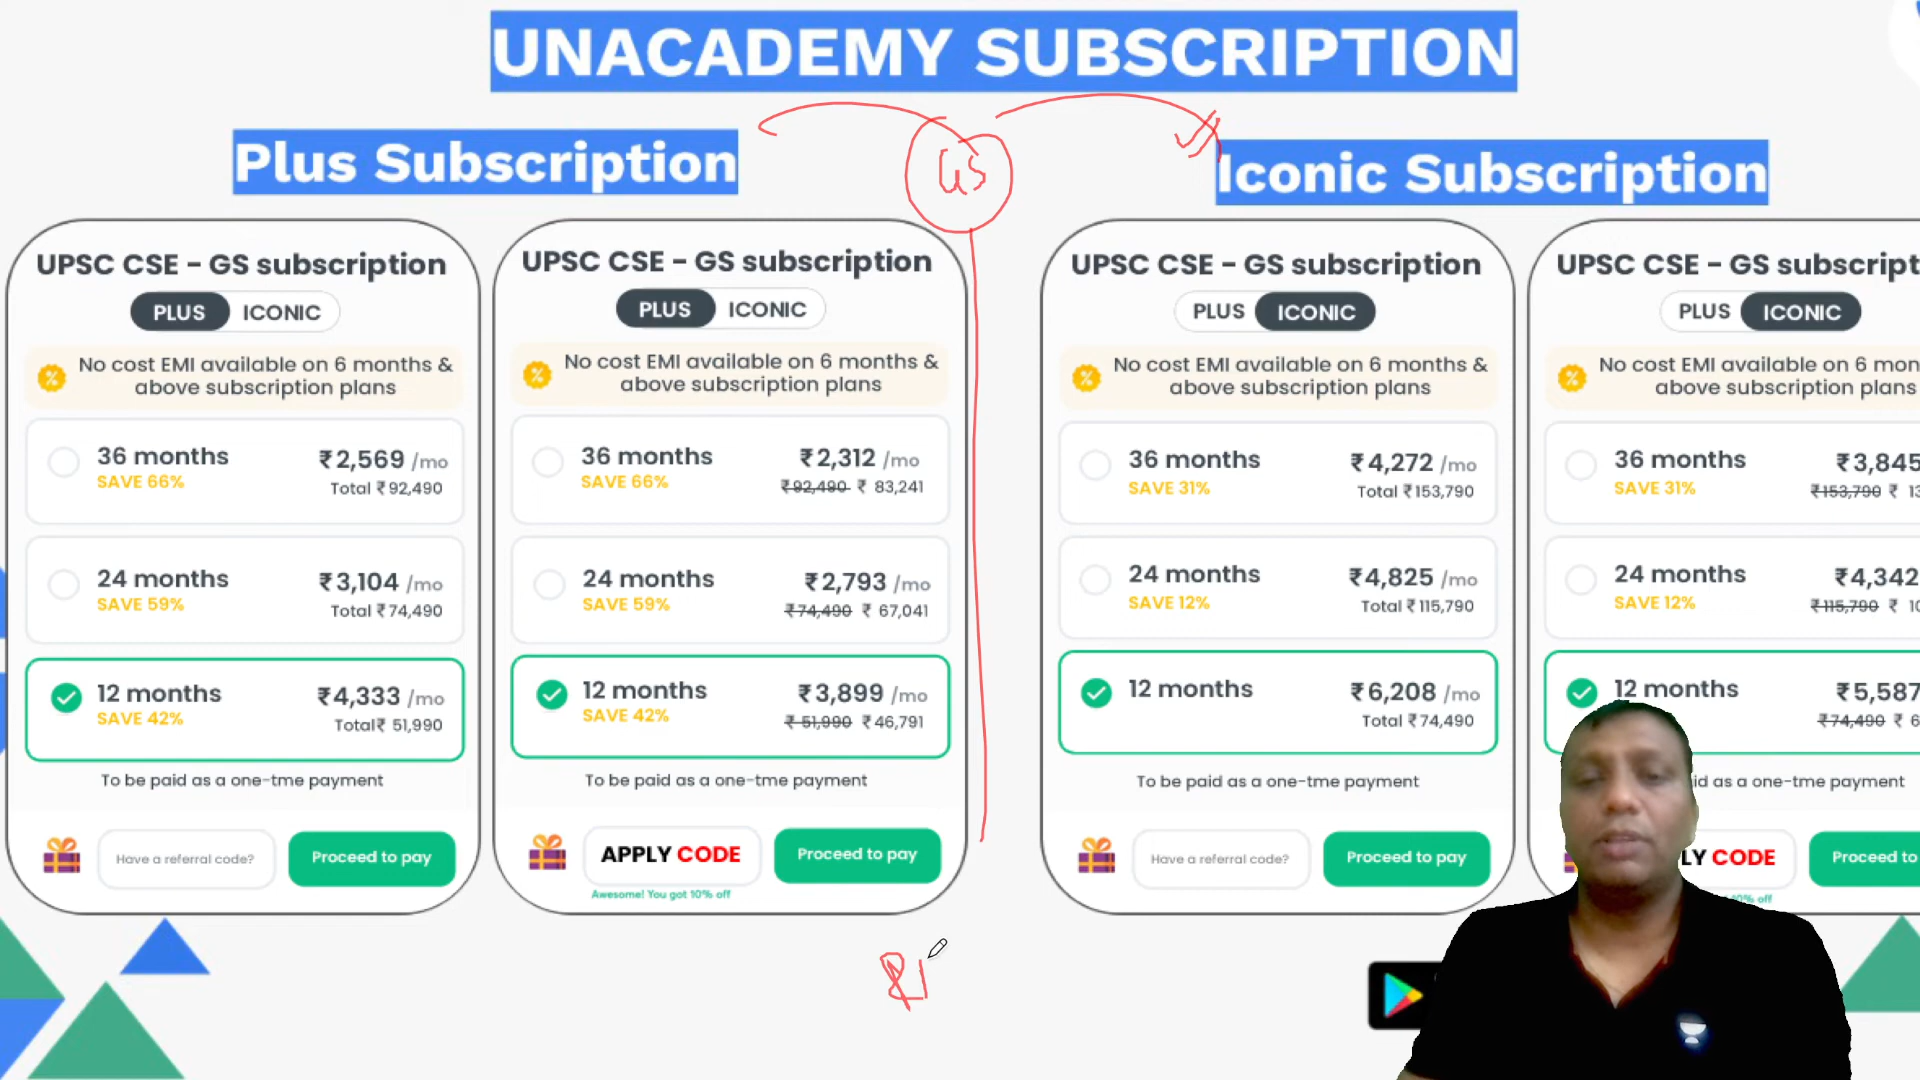 UNACADEMY SUBSCRIPTION
Plus Subscription
GS
Iconic Subscription
UPSC CSE - GS subscription
PLUS ICONIC
No cost EMI available on 6 months &
above subscription plans
36 months ₹2,569 /mo
SAVE 66% Total ₹92,490
24 months ₹3,104 /mo
SAVE 59% Total ₹74,490
12 months ₹4,333 /mo
SAVE 42% Total₹ 51,990
To be paid as a one-tme payment
Have a referral code? Proceed to pay
UPSC CSE - GS subscription
PLUS ICONIC
No cost EMI available on 6 months &
above subscription plans
36 months ₹2,312 /mo
SAVE 66% ₹92,490 ₹ 83,241
24 months ₹2,793 /mo
SAVE 59% ₹74,490 ₹ 67,041
12 months ₹3,899 /mo
SAVE 42% ₹ 51,990 ₹46,791
To be paid as a one-tme payment
APPLY CODE Proceed to pay
Awesome! You got 10% off
UPSC CSE - GS subscription
PLUS ICONIC
No cost EMI available on 6 months &
above subscription plans
36 months ₹4,272 /mo
SAVE 31% Total ₹153,790
24 months ₹4,825 /mo
SAVE 12% Total ₹115,790
12 months ₹6,208 /mo
Total ₹74,490
To be paid as a one-tme payment
Have a referral code? Proceed to pay
UPSC CSE - GS subscript
PLUS ICONIC
No cost EMI available on 6 mon
above subscription plans
36 months ₹3,845
SAVE 31% ₹153,790 ₹ 13
24 months ₹4,342
SAVE 12% ₹115,790 ₹ 10
12 months ₹5,587
₹74,490 ₹ 6
id as a one-tme payment
LY CODE Proceed to
10% off